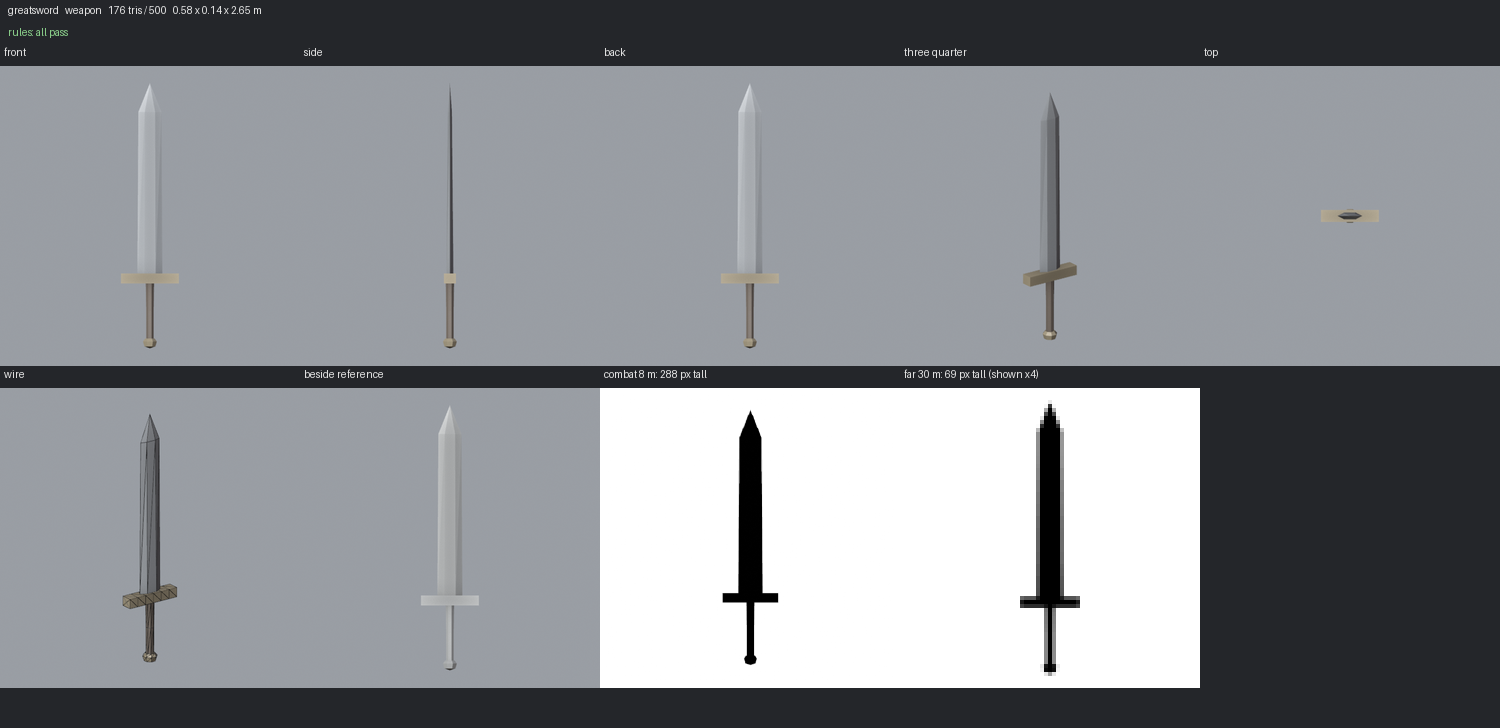 greatsword weapon 176 tris / 500 0.58 x 0.14 x 2.65 m
rules: all pass
front side back three quarter top
wire beside reference combat 8 m: 288 px tall far 30 m: 69 px tall (shown x4)